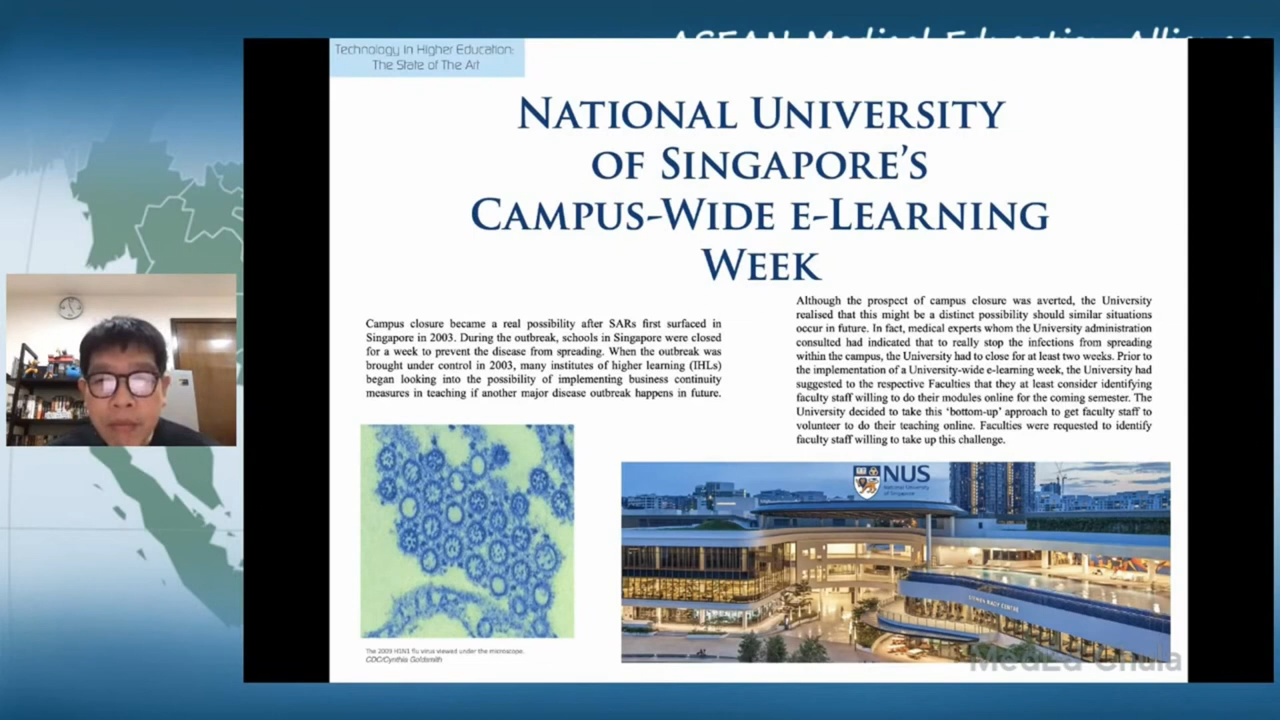 ASEAN Medical Education Alliance
Technology in Higher Education:
The State of The Art
NATIONAL UNIVERSITY
OF SINGAPORE’S
CAMPUS-WIDE E-LEARNING
WEEK
Campus closure became a real possibility after SARs first surfaced in
Singapore in 2003. During the outbreak, schools in Singapore were closed
for a week to prevent the disease from spreading. When the outbreak was
brought under control in 2003, many institutes of higher learning (IHLs)
began looking into the possibility of implementing business continuity
measures in teaching if another major disease outbreak happens in future.
Although the prospect of campus closure was averted, the University
realised that this might be a distinct possibility should similar situations
occur in future. In fact, medical experts whom the University administration
consulted had indicated that to really stop the infections from spreading
within the campus, the University had to close for at least two weeks. Prior to
the implementation of a University-wide e-learning week, the University had
suggested to the respective Faculties that they at least consider identifying
faculty staff willing to do their modules online for the coming semester. The
University decided to take this ‘bottom-up’ approach to get faculty staff to
volunteer to do their teaching online. Faculties were requested to identify
faculty staff willing to take up this challenge.
The 2009 H1N1 flu virus viewed under the microscope.
CDC/Cynthia Goldsmith
NUS
National University
of Singapore
STEPHEN RIADY CENTRE
MedEd Chula